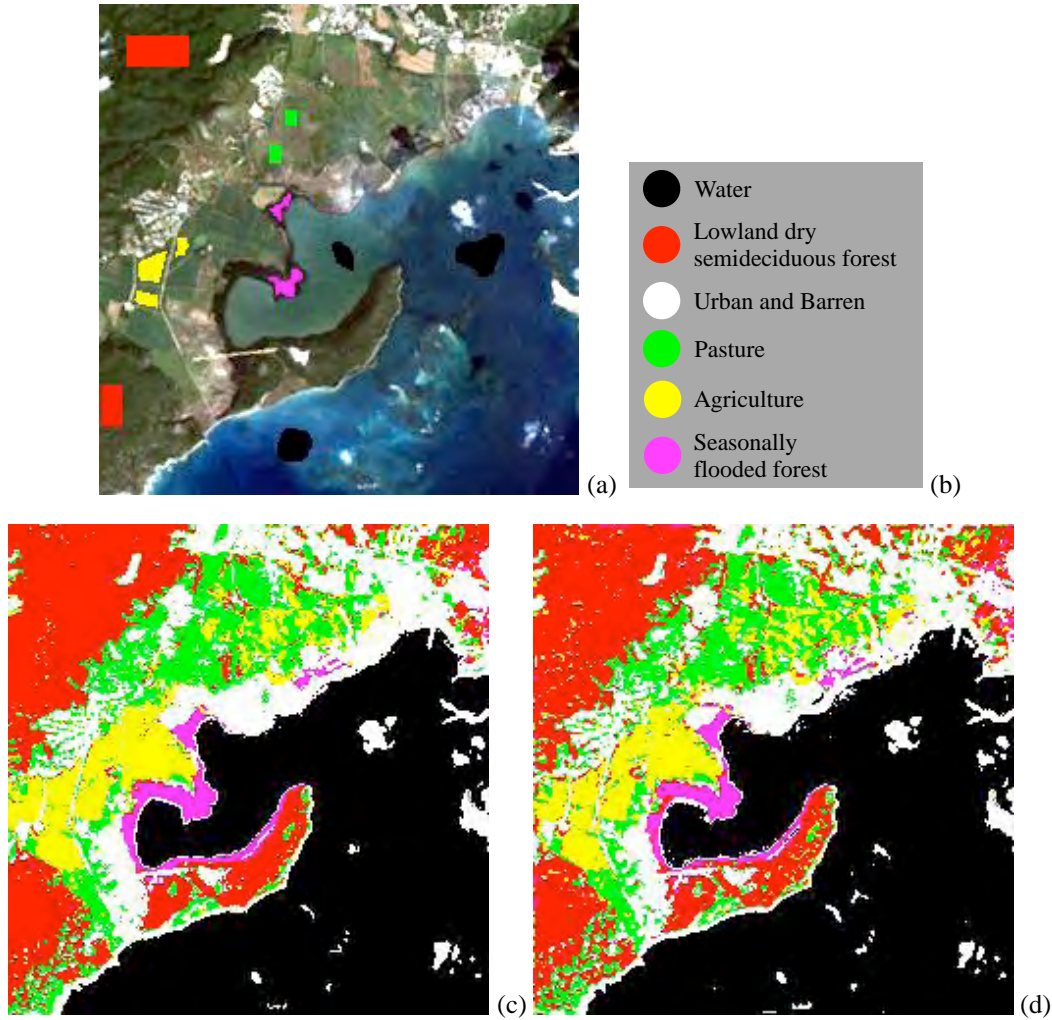 Water
Lowland dry
semideciduous forest
Urban and Barren
Pasture
Agriculture
Seasonally
flooded forest
(a)
(b)
(c)
(d)